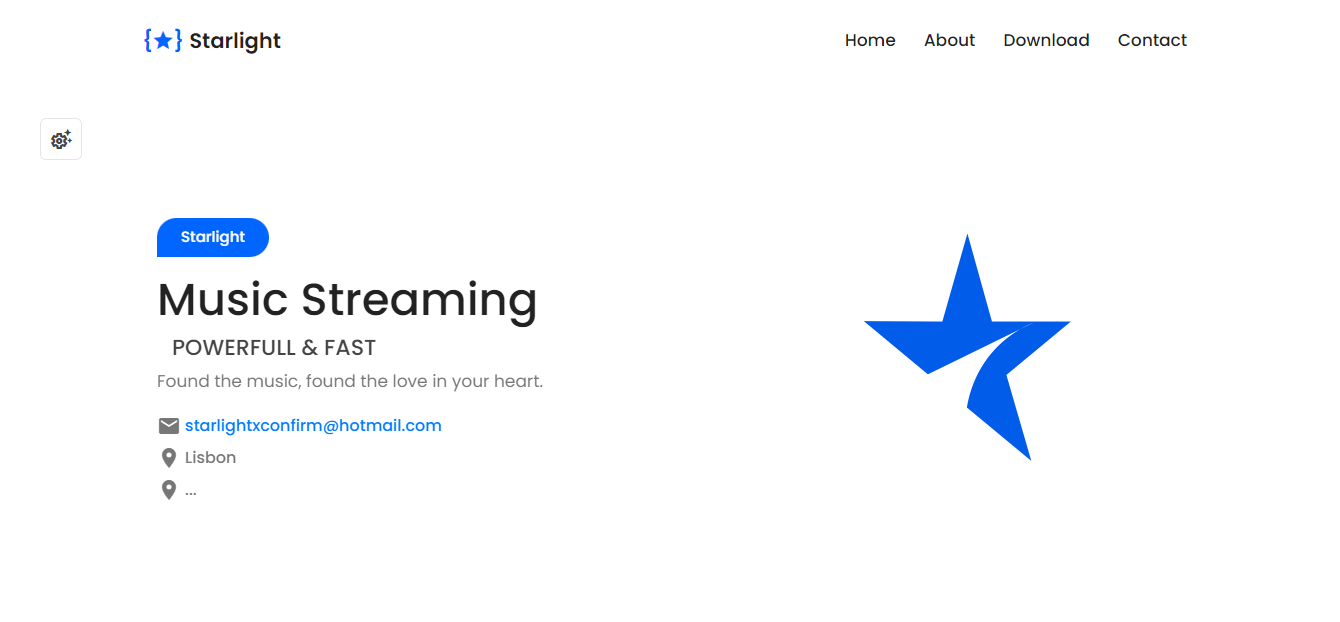 {★} Starlight
Home About Download Contact
Starlight
Music Streaming
POWERFULL & FAST
Found the music, found the love in your heart.
starlightxconfirm@hotmail.com
Lisbon
...